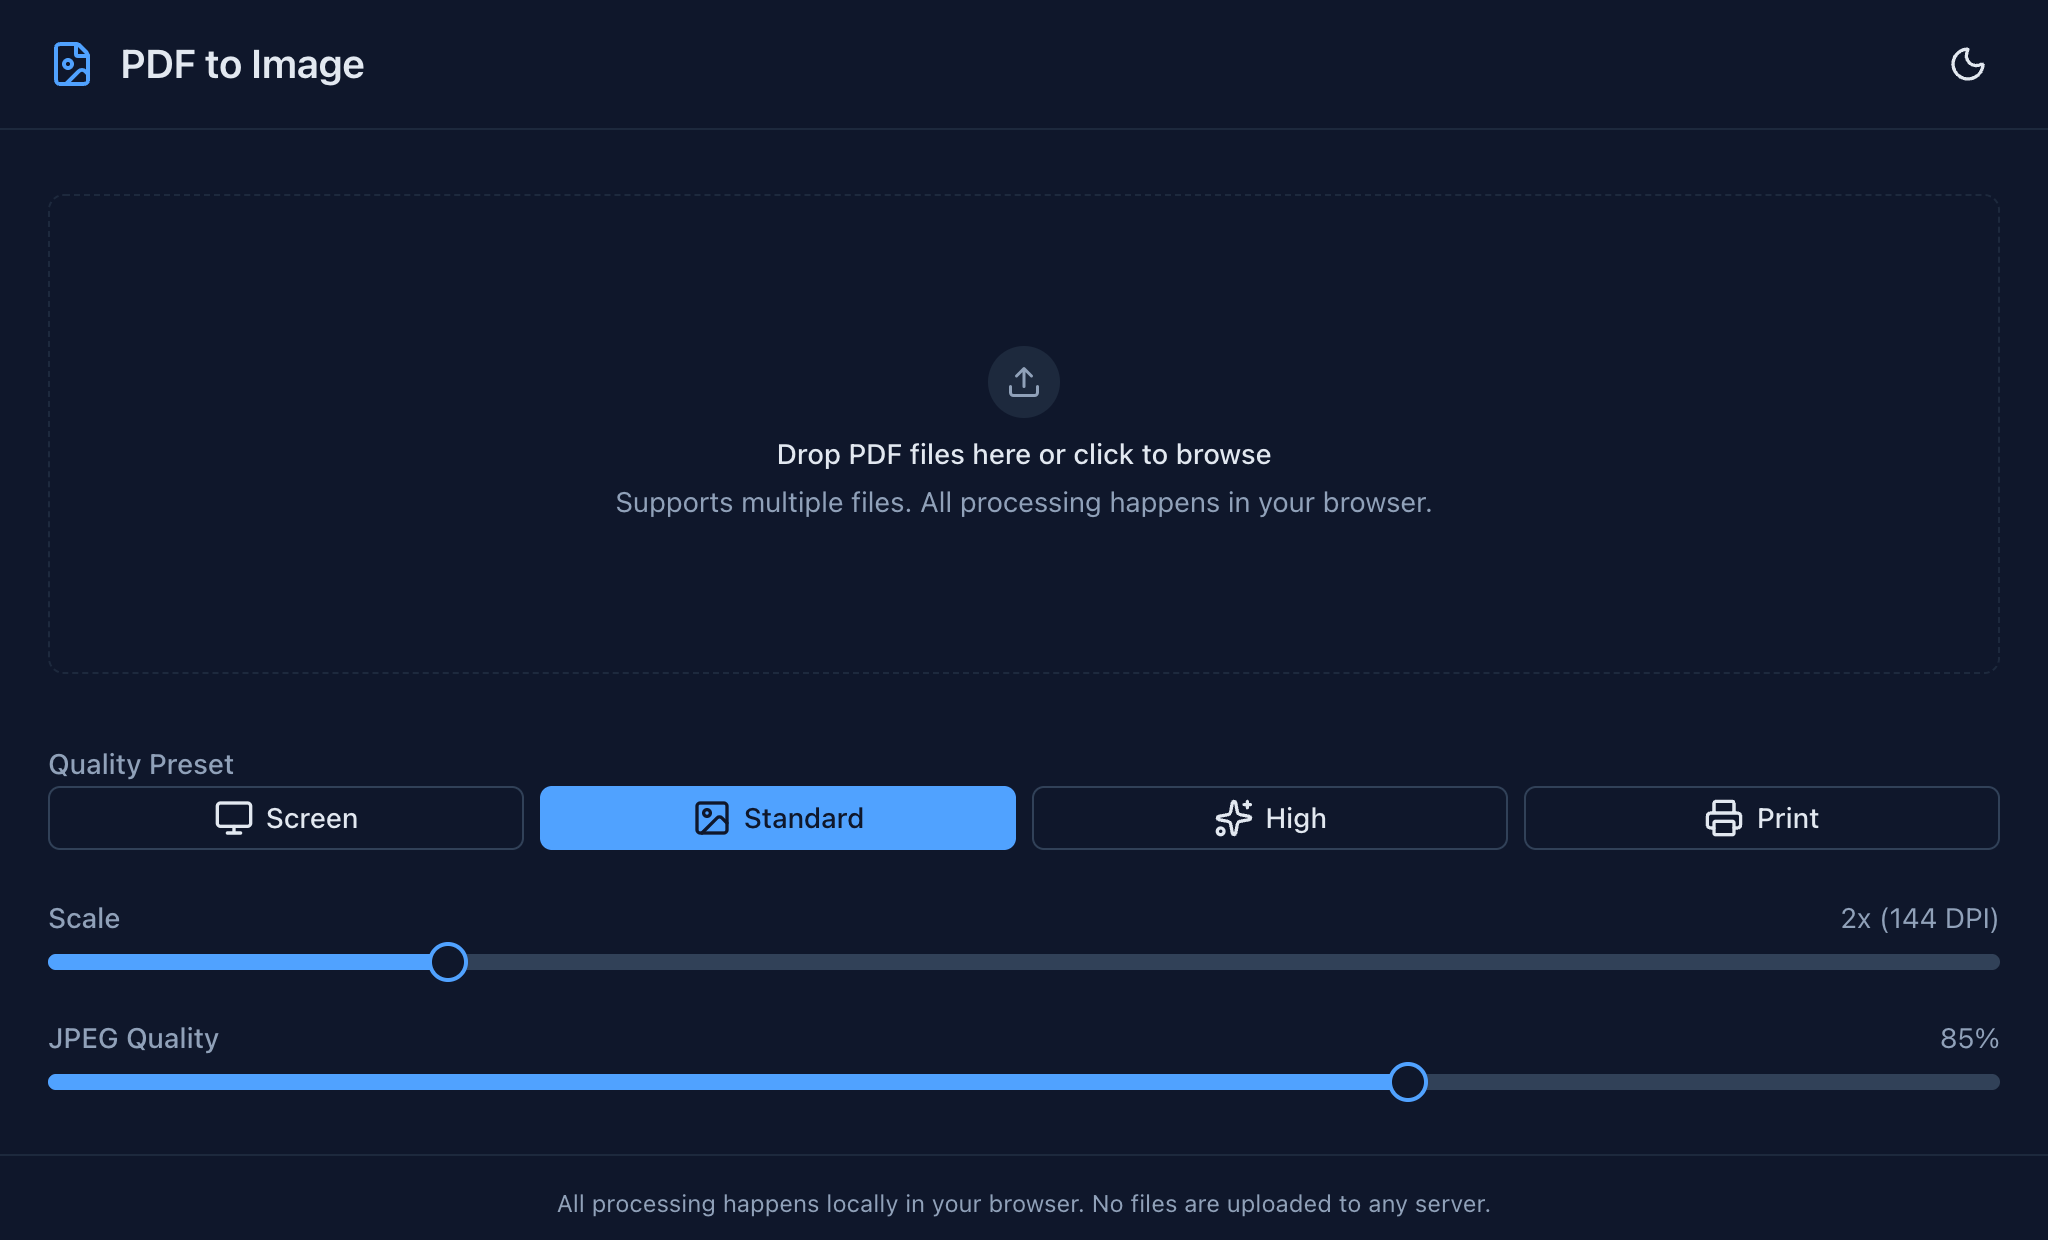 PDF to Image
Drop PDF files here or click to browse
Supports multiple files. All processing happens in your browser.
Quality Preset
Screen
Standard
High
Print
Scale
2x (144 DPI)
JPEG Quality
85%
All processing happens locally in your browser. No files are uploaded to any server.